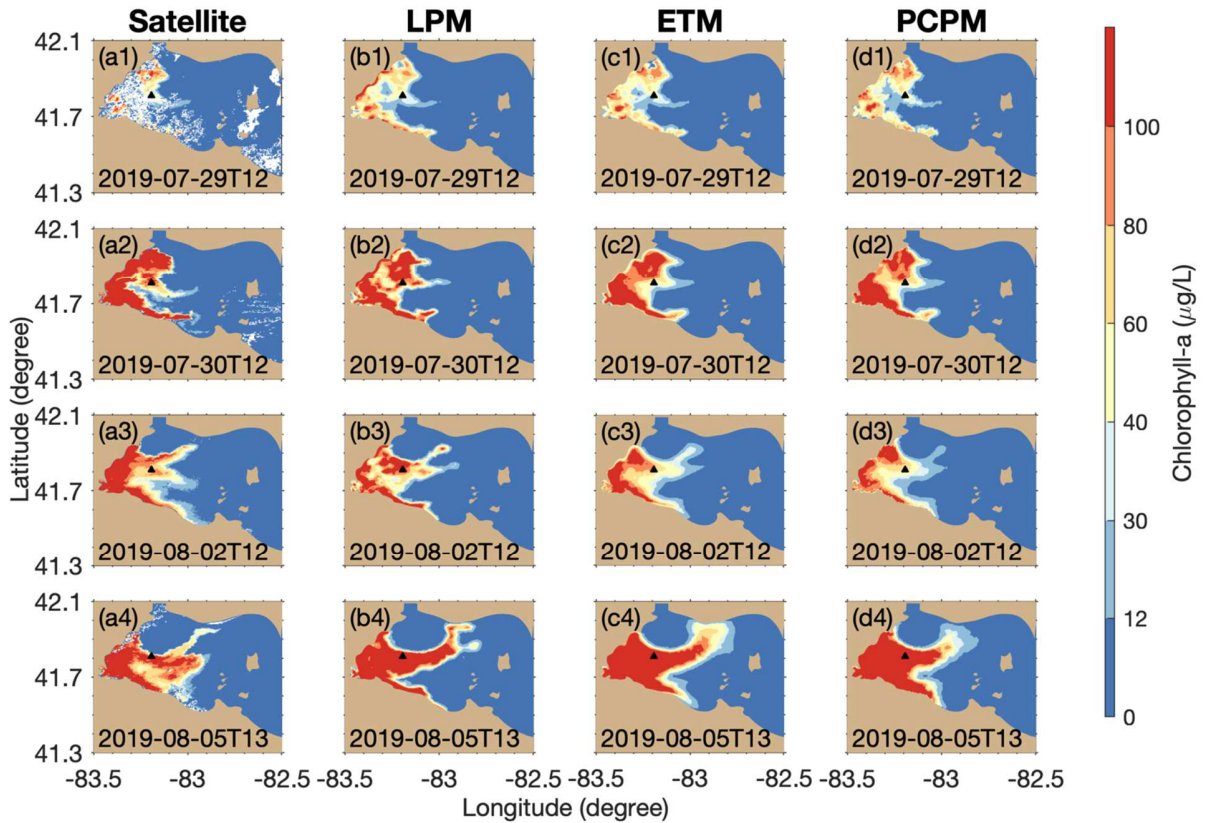 Satellite LPM ETM PCPM
42.1 (a1) (b1) (c1) (d1)
100
41.7
2019-07-29T12 2019-07-29T12 2019-07-29T12 2019-07-29T12
41.3
42.1 (a2) (b2) (c2) (d2)
80
41.7
60
2019-07-30T12 2019-07-30T12 2019-07-30T12 2019-07-30T12
41.3
Latitude (degree)
Chlorophyll-a (μg/L)
42.1 (a3) (b3) (c3) (d3)
40
41.7
30
2019-08-02T12 2019-08-02T12 2019-08-02T12 2019-08-02T12
41.3
42.1 (a4) (b4) (c4) (d4)
12
41.7
0
2019-08-05T13 2019-08-05T13 2019-08-05T13 2019-08-05T13
41.3
-83.5 -83 -82.5 -83.5 -83 -82.5 -83.5 -83 -82.5 -83.5 -83 -82.5
Longitude (degree)